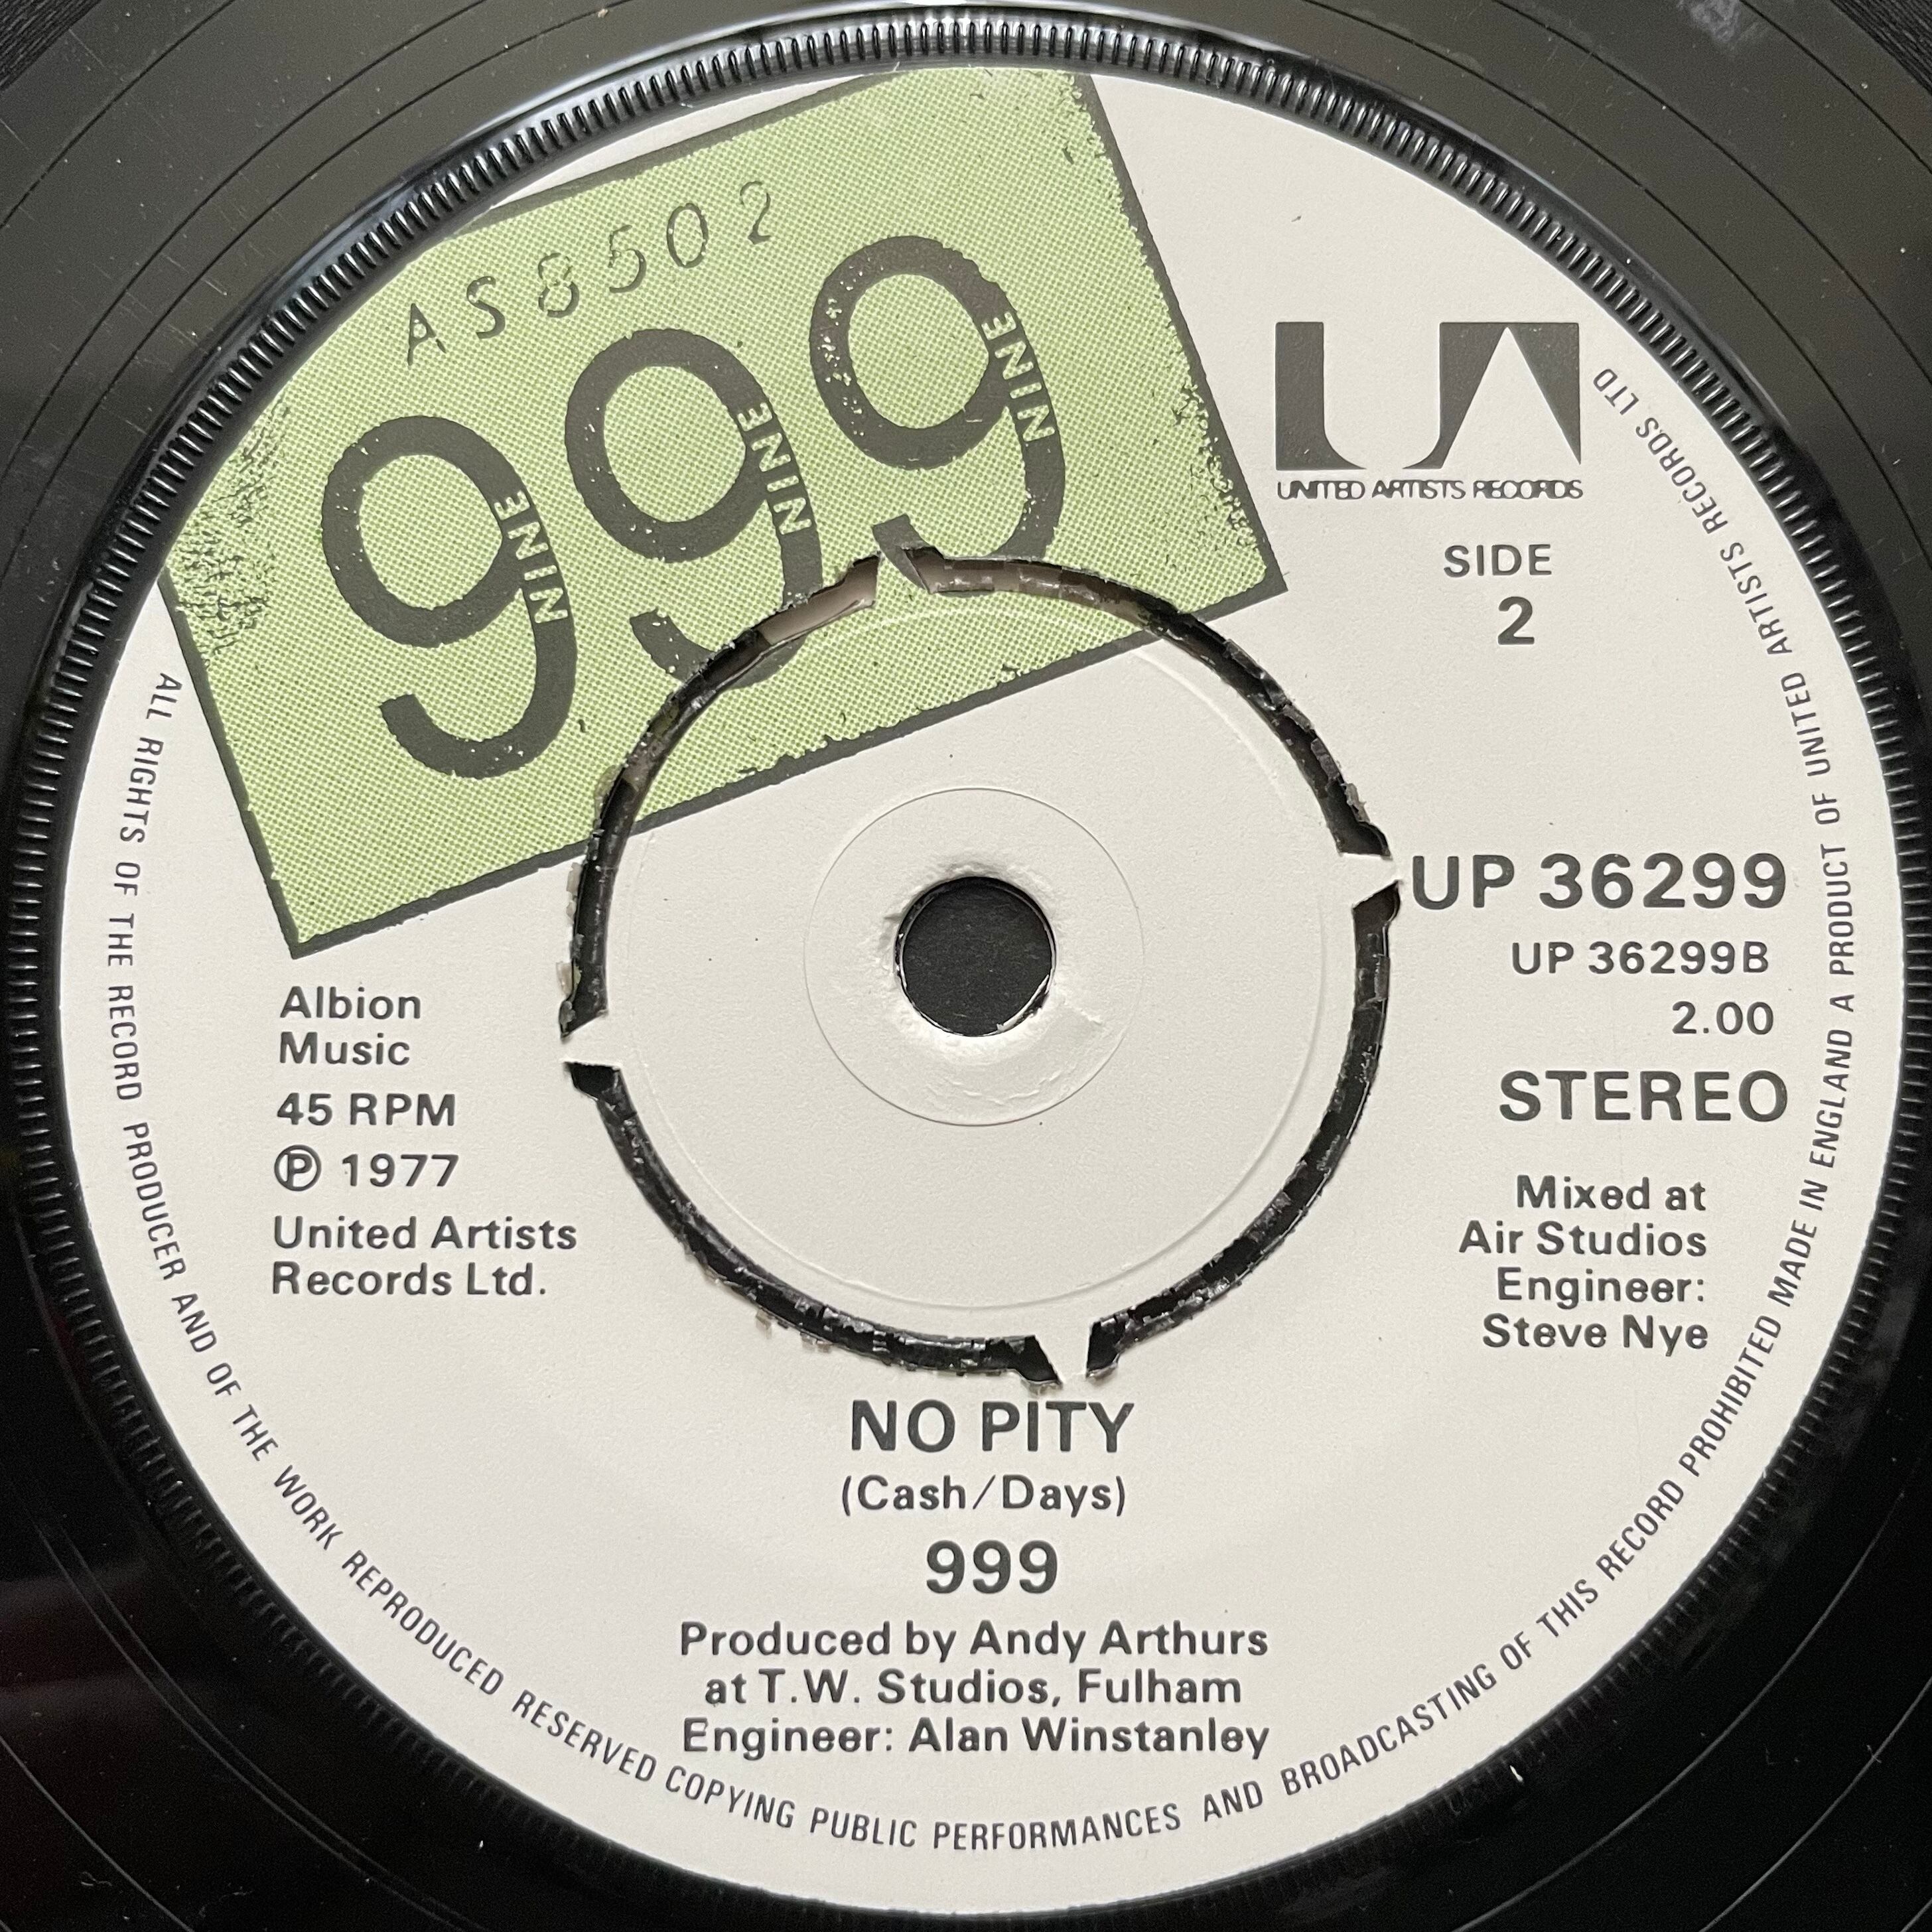 AS8502
999
NINE NINE
NINE NINE
NINE NINE
UA
UNITED ARTISTS RECORDS
SIDE
2
UP 36299
UP 36299B
2.00
STEREO
Mixed at
Air Studios
Engineer:
Steve Nye
Albion
Music
45 RPM
Ⓟ 1977
United Artists
Records Ltd.
NO PITY
(Cash/Days)
999
Produced by Andy Arthurs
at T.W. Studios, Fulham
Engineer: Alan Winstanley
ALL RIGHTS OF THE RECORD PRODUCER AND OF THE WORK REPRODUCED RESERVED COPYING PUBLIC PERFORMANCES AND BROADCASTING OF THIS RECORD PROHIBITED MADE IN ENGLAND A PRODUCT OF UNITED ARTISTS RECORDS LTD